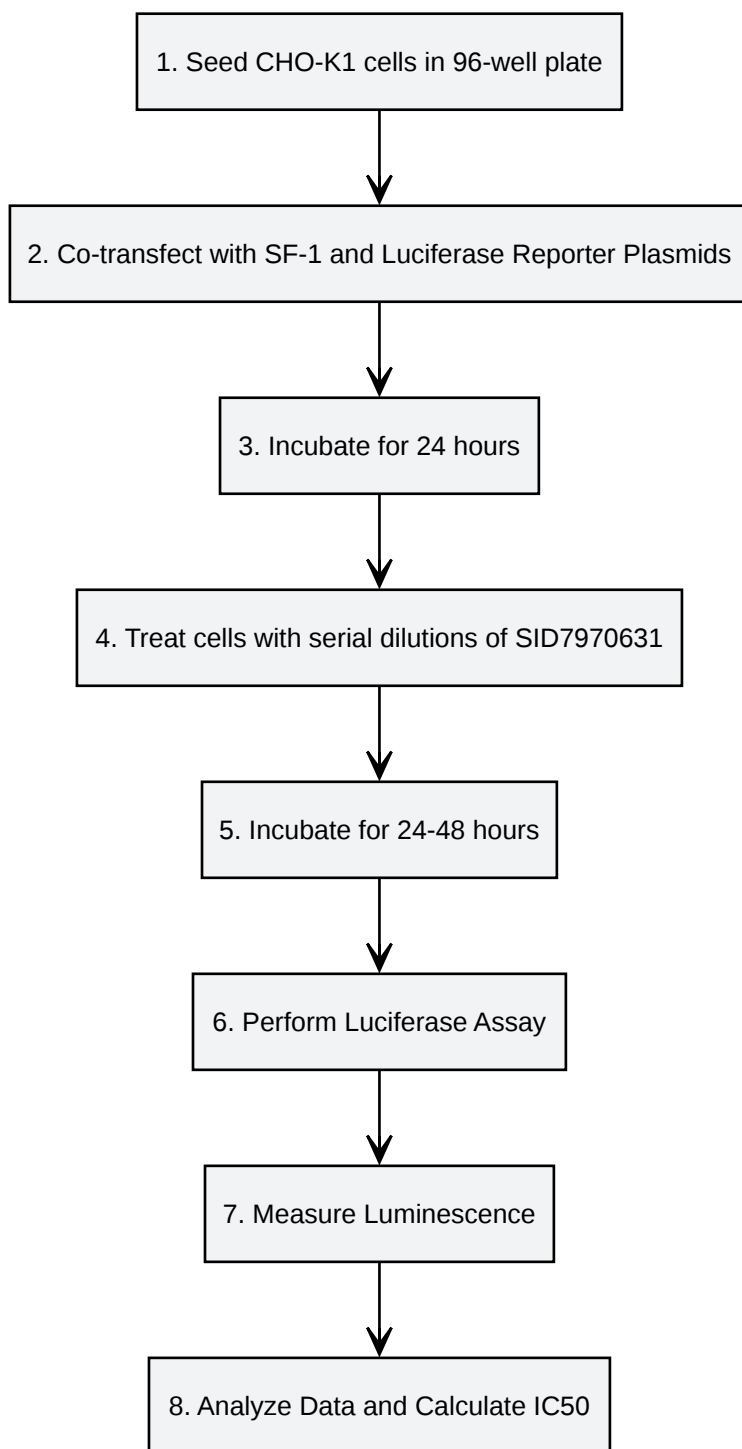 1. Seed CHO-K1 cells in 96-well plate
2. Co-transfect with SF-1 and Luciferase Reporter Plasmids
3. Incubate for 24 hours
4. Treat cells with serial dilutions of SID7970631
5. Incubate for 24-48 hours
6. Perform Luciferase Assay
7. Measure Luminescence
8. Analyze Data and Calculate IC50